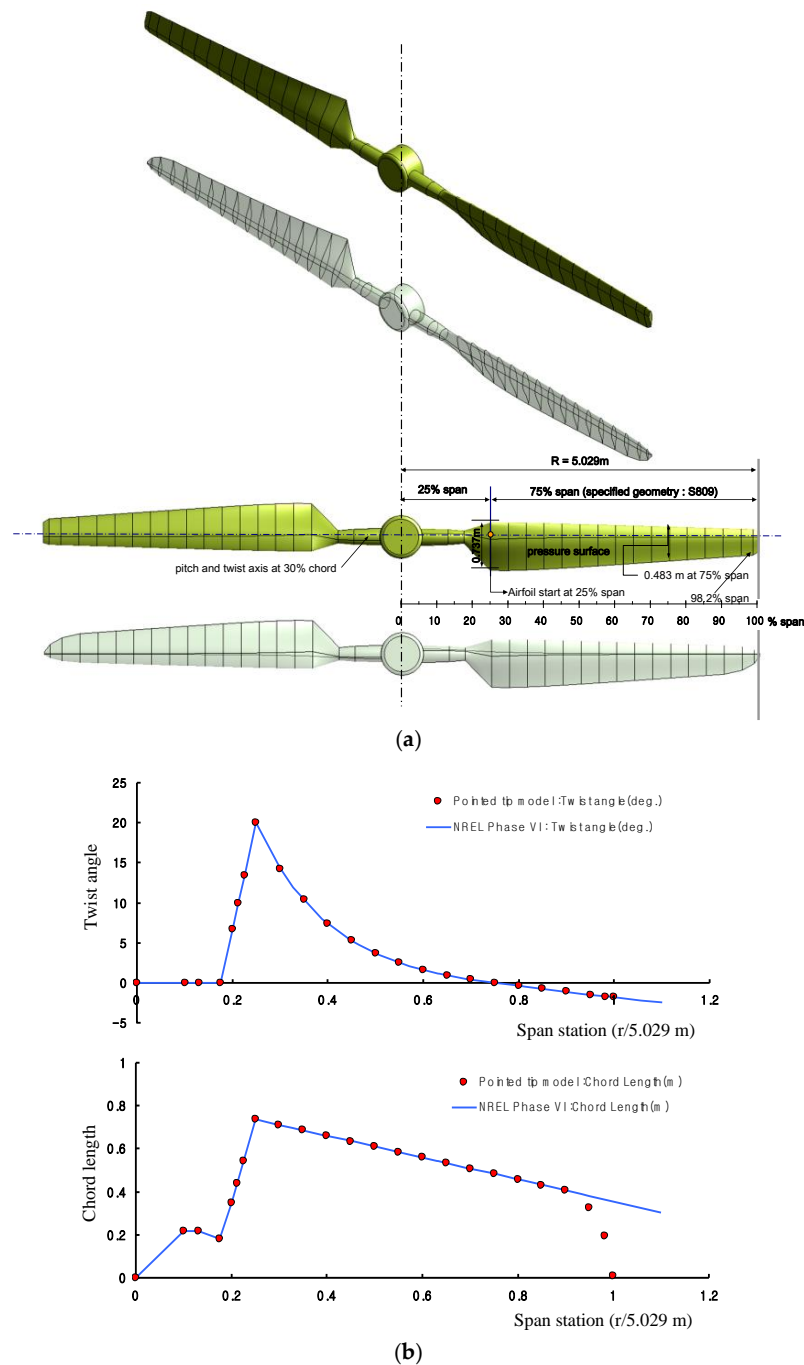 R = 5.029m
25% span
75% span (specified geometry : S809)
0.737m
pressure surface
pitch and twist axis at 30% chord
0.483 m at 75% span
Airfoil start at 25% span
98.2% span
0 10 20 30 40 50 60 70 80 90 100 % span
(a)
25
20
15
10
5
0
-5
Twist angle
Pointed tip model:Twist angle(deg.)
NREL Phase VI: Twist angle(deg.)
0 0.2 0.4 0.6 0.8 1 1.2
Span station (r/5.029 m)
1
0.8
0.6
0.4
0.2
0
Chord length
Pointed tip model:Chord Length(m)
NREL Phase VI:Chord Length(m)
0 0.2 0.4 0.6 0.8 1 1.2
Span station (r/5.029 m)
(b)